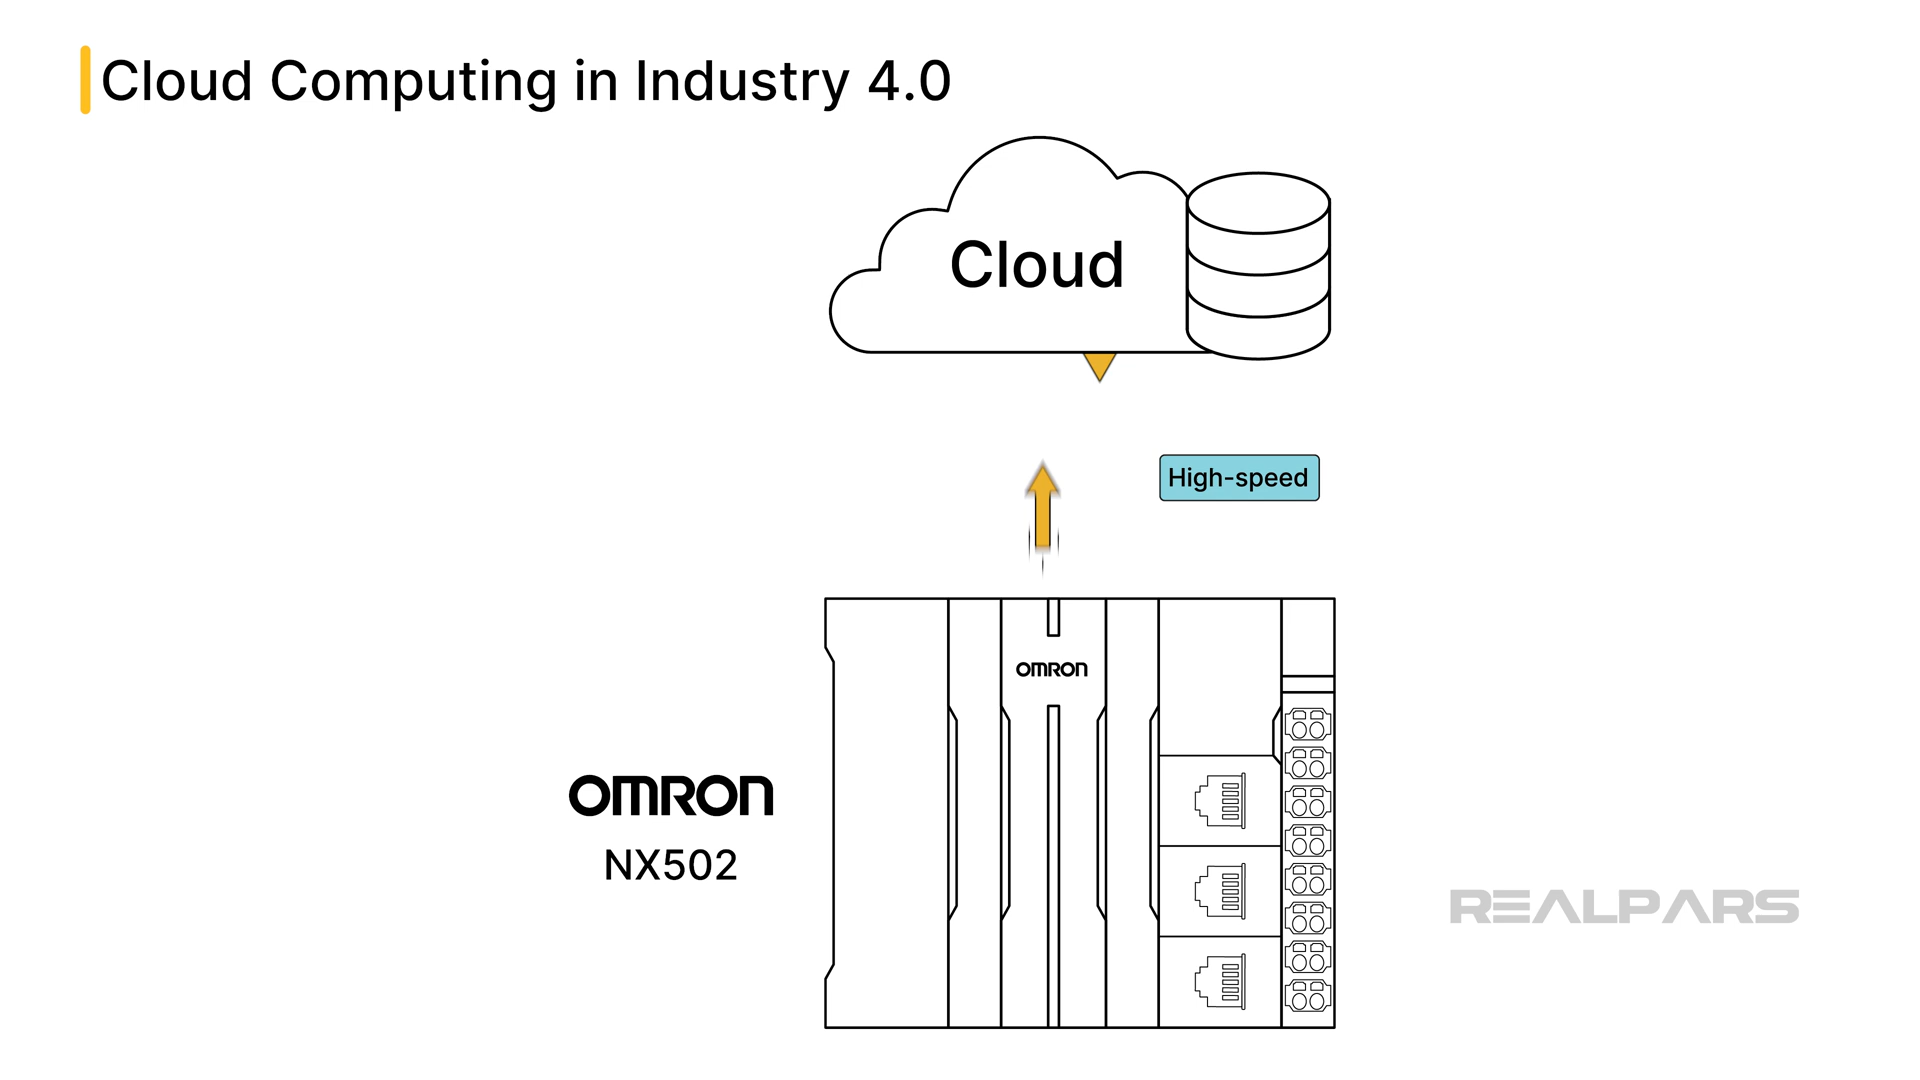 Cloud Computing in Industry 4.0
Cloud
High-speed
OMRON
OMRON
NX502
REALPARS